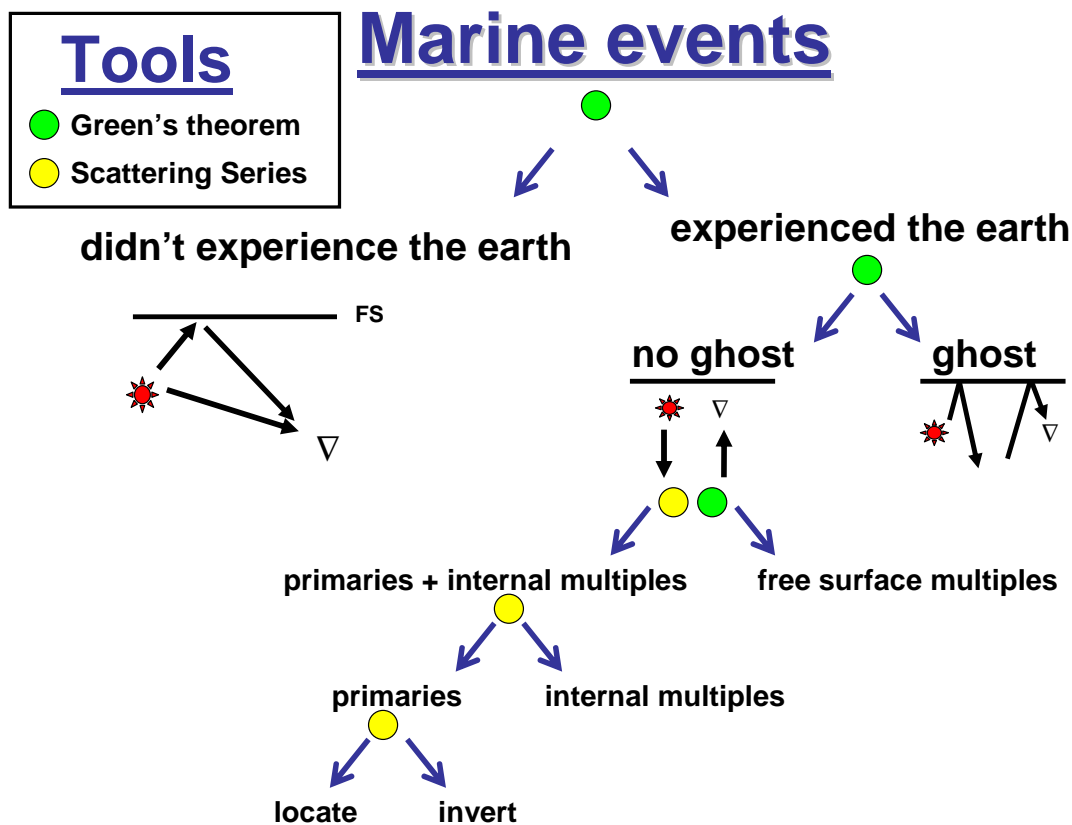 Tools
Green's theorem
Scattering Series
Marine events
didn't experience the earth
experienced the earth
FS
no ghost
ghost
∇
∇
∇
primaries + internal multiples
free surface multiples
primaries
internal multiples
locate
invert